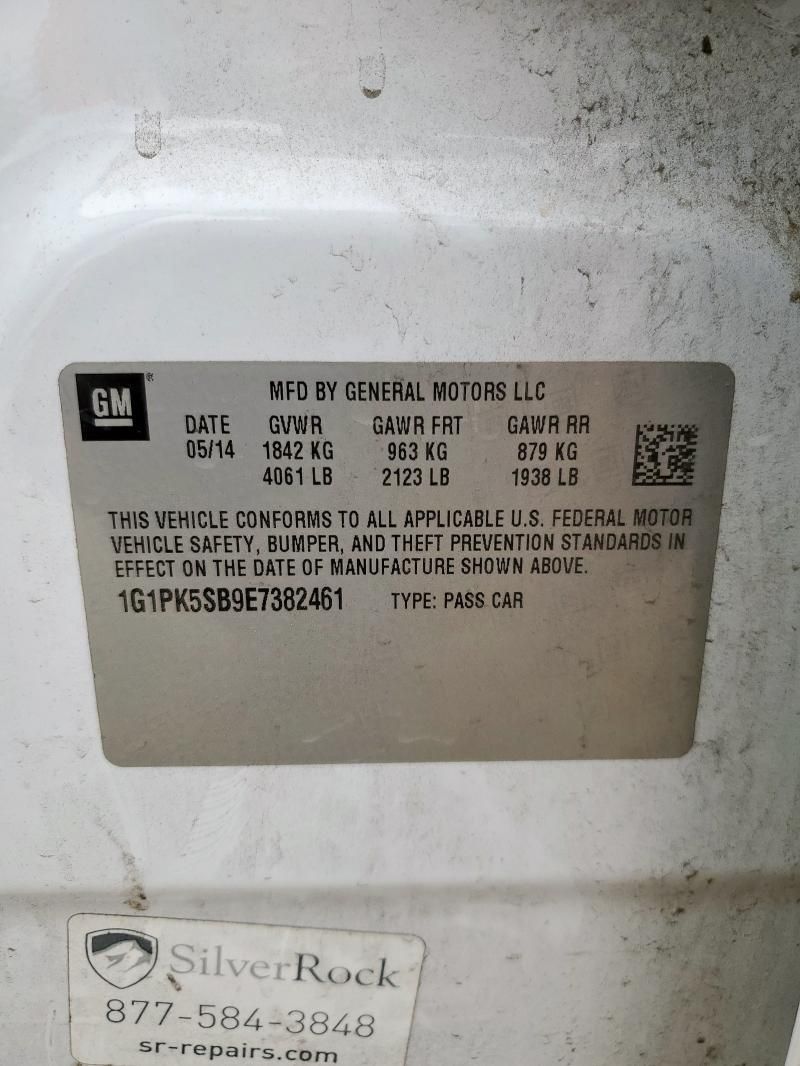 GM®
MFD BY GENERAL MOTORS LLC
DATE GVWR GAWR FRT GAWR RR
05/14 1842 KG 963 KG 879 KG
4061 LB 2123 LB 1938 LB
THIS VEHICLE CONFORMS TO ALL APPLICABLE U.S. FEDERAL MOTOR
VEHICLE SAFETY, BUMPER, AND THEFT PREVENTION STANDARDS IN
EFFECT ON THE DATE OF MANUFACTURE SHOWN ABOVE.
1G1PK5SB9E7382461 TYPE: PASS CAR
SilverRock
877-584-3848
sr-repairs.com